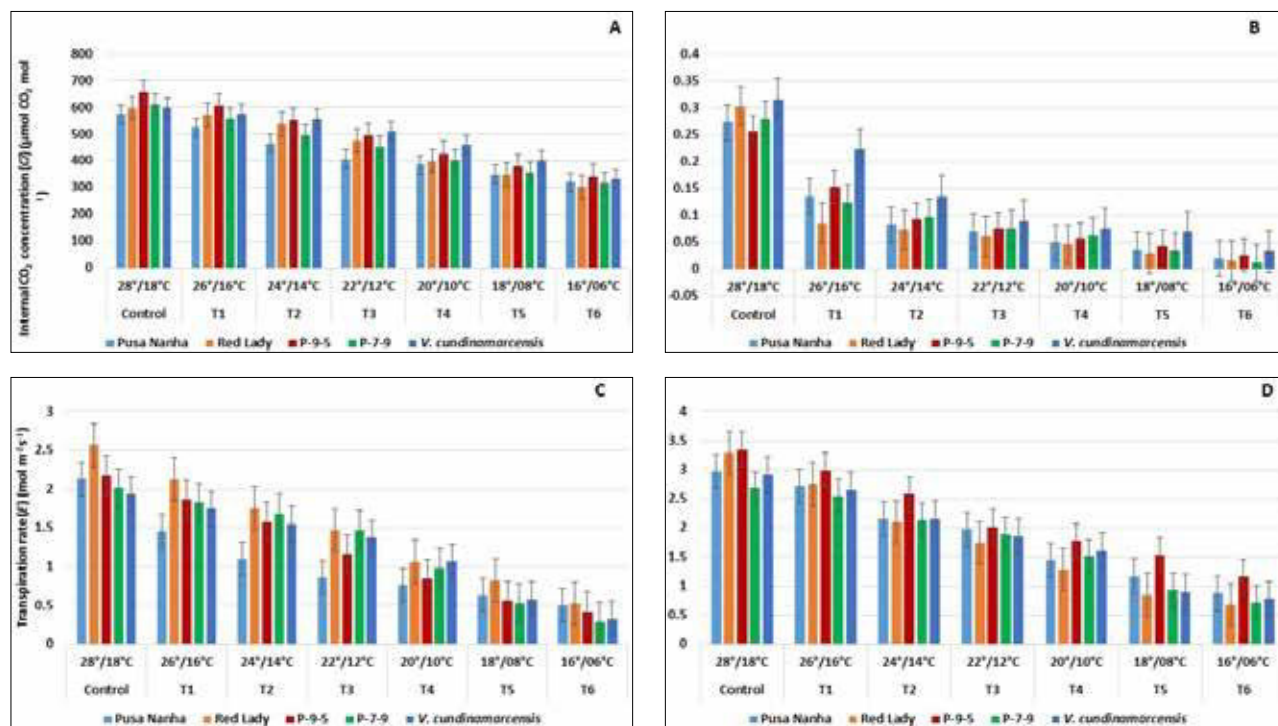 A
Internal CO₂ concentration [Ci] (µmol CO₂ mol⁻¹)
800
700
600
500
400
300
200
100
0
28°/18°C 26°/16°C 24°/14°C 22°/12°C 20°/10°C 18°/08°C 16°/06°C
Control T1 T2 T3 T4 T5 T6
Pusa Nanha Red Lady P-9-5 P-7-9 V. cundinamarcensis
B
0.4
0.35
0.3
0.25
0.2
0.15
0.1
0.05
0
-0.05
28°/18°C 26°/16°C 24°/14°C 22°/12°C 20°/10°C 18°/08°C 16°/06°C
Control T1 T2 T3 T4 T5 T6
Pusa Nanha Red Lady P-9-5 P-7-9 V. cundinamarcensis
C
Transpiration rate (E) (mol m⁻² s⁻¹)
3
2.5
2
1.5
1
0.5
0
28°/18°C 26°/16°C 24°/14°C 22°/12°C 20°/10°C 18°/08°C 16°/06°C
Control T1 T2 T3 T4 T5 T6
Pusa Nanha Red Lady P-9-5 P-7-9 V. cundinamarcensis
D
4
3.5
3
2.5
2
1.5
1
0.5
0
28°/18°C 26°/16°C 24°/14°C 22°/12°C 20°/10°C 18°/08°C 16°/06°C
Control T1 T2 T3 T4 T5 T6
Pusa Nanha Red Lady P-9-5 P-7-9 V. cundinamarcensis